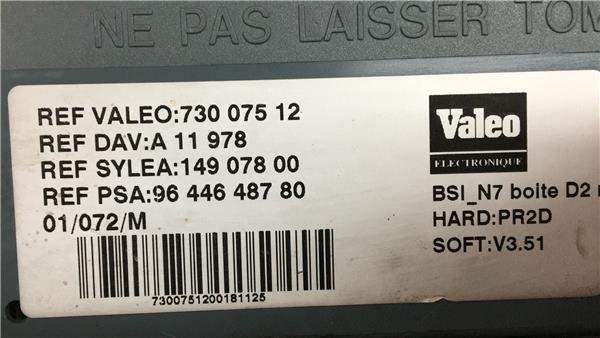 NE PAS LAISSER TOM
REF VALEO:730 075 12
REF DAV:A 11 978
REF SYLEA:149 078 00
REF PSA:96 446 487 80
01/072/M
7300751200181125
Valeo
ELECTRONIQUE
BSI_N7 boite D2
HARD:PR2D
SOFT:V3.51